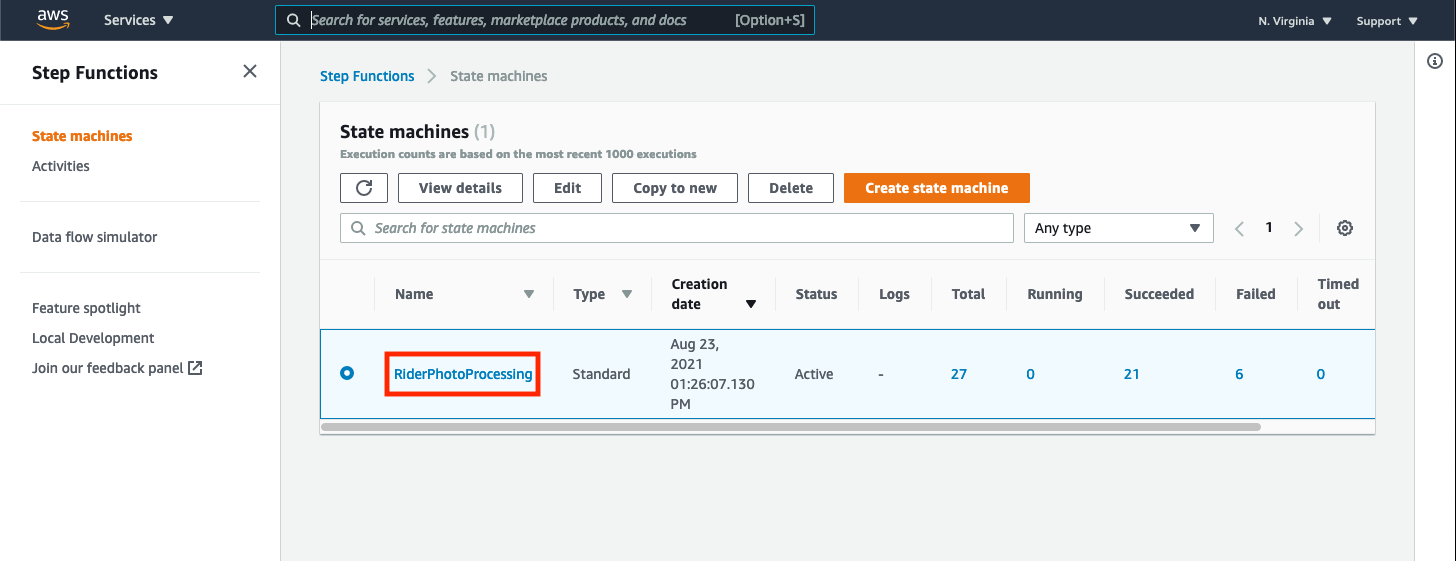 aws Services Search for services, features, marketplace products, and docs [Option+S] N. Virginia Support
Step Functions
State machines
Activities
Data flow simulator
Feature spotlight
Local Development
Join our feedback panel
Step Functions State machines
State machines (1)
Execution counts are based on the most recent 1000 executions
View details Edit Copy to new Delete Create state machine
Search for state machines Any type 1
Name Type Creation date Status Logs Total Running Succeeded Failed Timed out
RiderPhotoProcessing Standard Aug 23, 2021 01:26:07.130 PM Active - 27 0 21 6 0